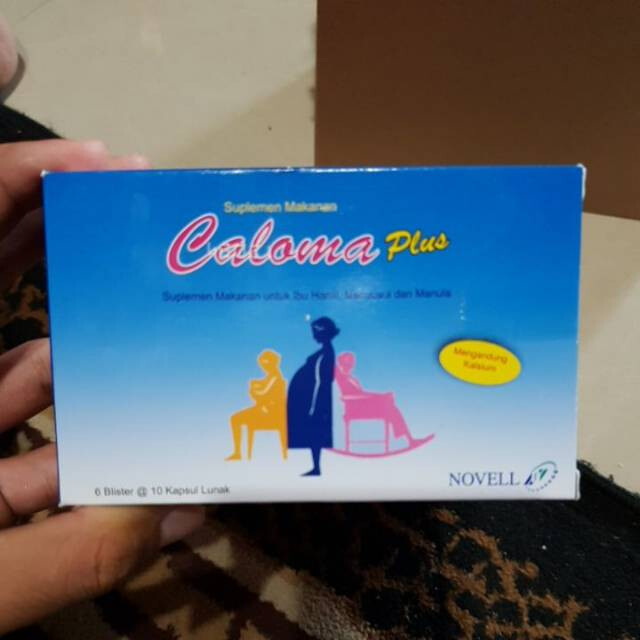 Suplemen Makanan
Caloma Plus
Suplemen Makanan untuk Ibu Hamil, Menyusui dan Manula
Mengandung
Kalsium
6 Blister @ 10 Kapsul Lunak
NOVELL